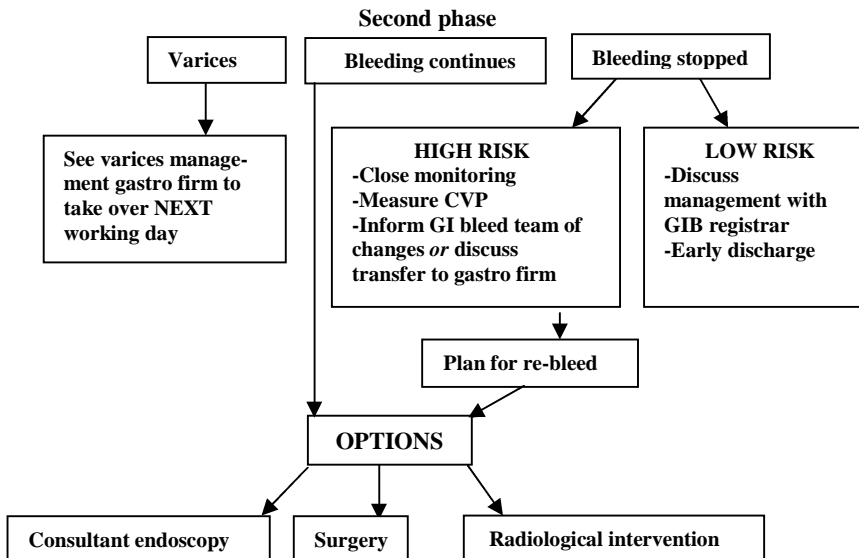 Second phase
Varices
Bleeding continues
Bleeding stopped
See varices manage-
ment gastro firm to
take over NEXT
working day
HIGH RISK
-Close monitoring
-Measure CVP
-Inform GI bleed team of
changes or discuss
transfer to gastro firm
LOW RISK
-Discuss
management with
GIB registrar
-Early discharge
Plan for re-bleed
OPTIONS
Consultant endoscopy
Surgery
Radiological intervention